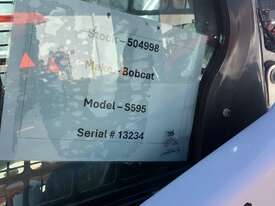 Stock – 504998
Make – Bobcat
Model – S595
Serial # 13234